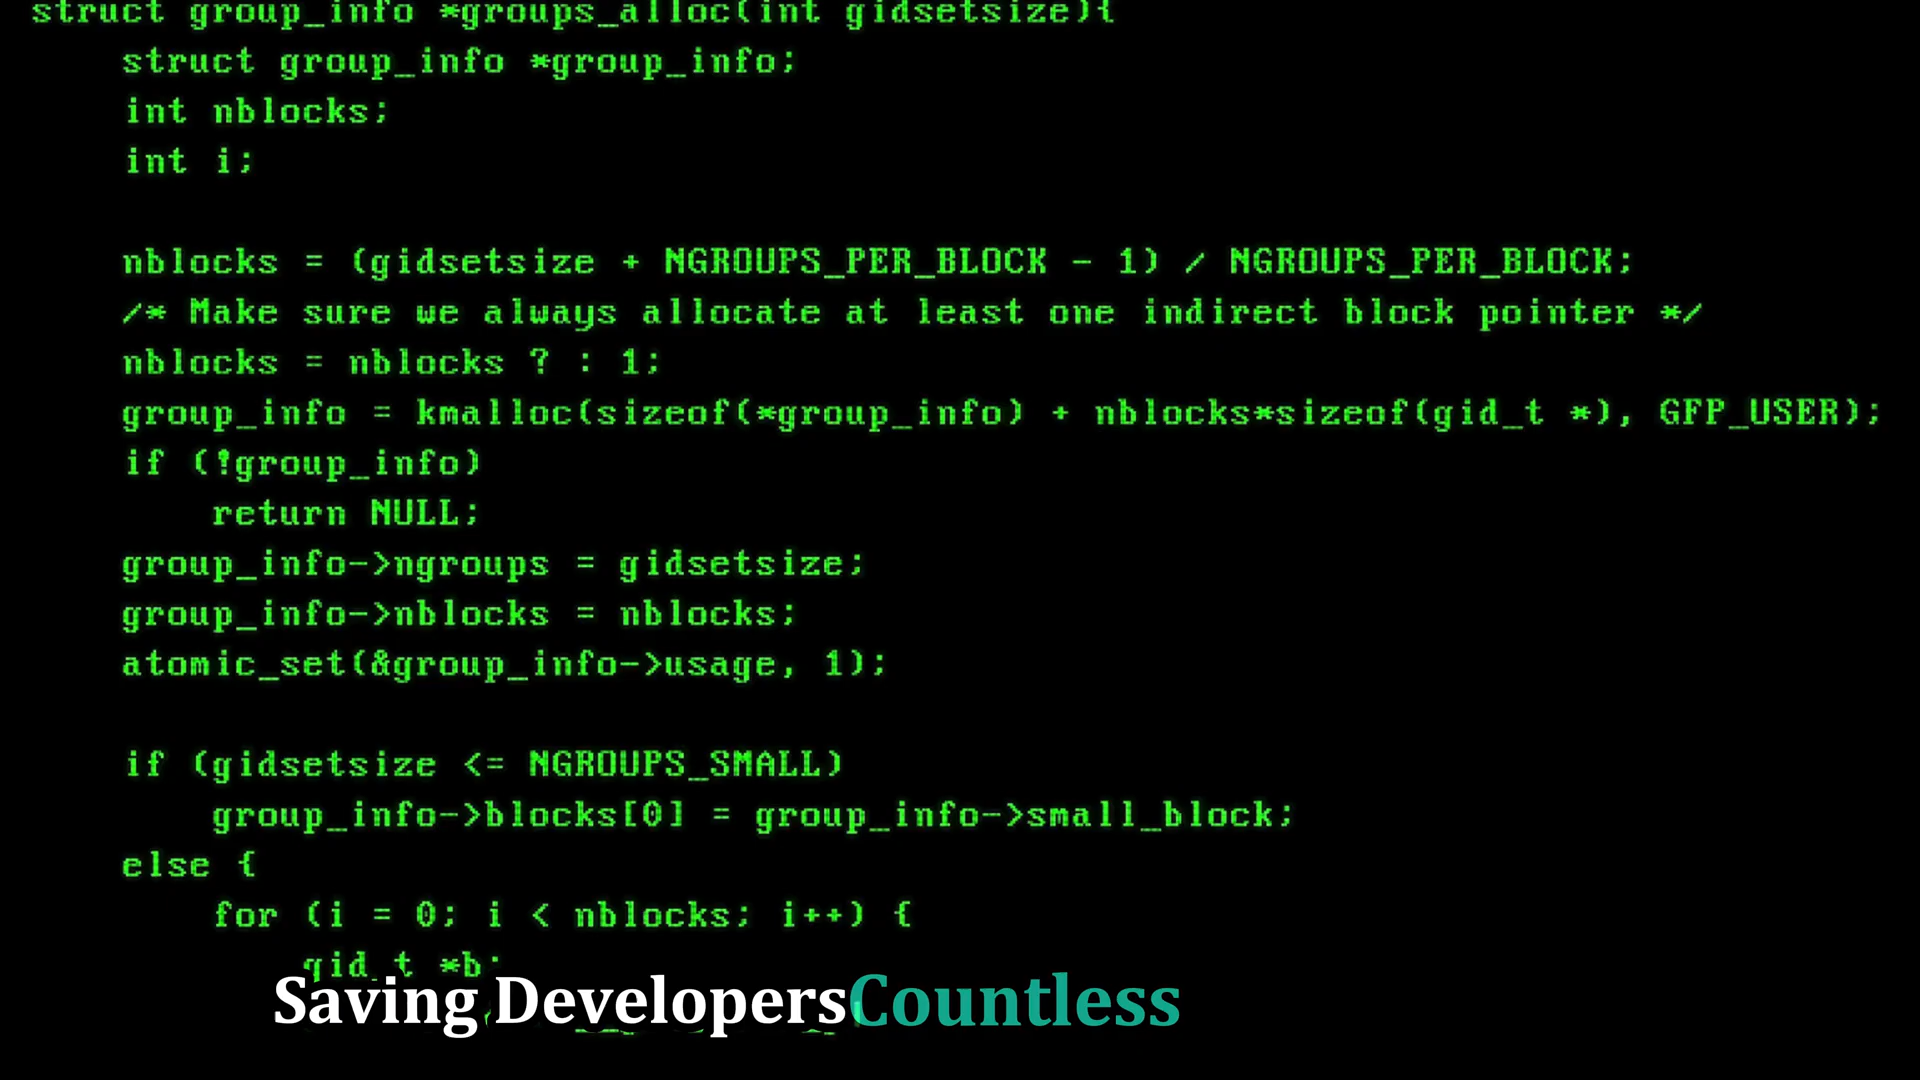 struct group_info *groups_alloc(int gidsetsize){
    struct group_info *group_info;
    int nblocks;
    int i;

    nblocks = (gidsetsize + NGROUPS_PER_BLOCK - 1) / NGROUPS_PER_BLOCK;
    /* Make sure we always allocate at least one indirect block pointer */
    nblocks = nblocks ? : 1;
    group_info = kmalloc(sizeof(*group_info) + nblocks*sizeof(gid_t *), GFP_USER);
    if (!group_info)
        return NULL;
    group_info->ngroups = gidsetsize;
    group_info->nblocks = nblocks;
    atomic_set(&group_info->usage, 1);

    if (gidsetsize <= NGROUPS_SMALL)
        group_info->blocks[0] = group_info->small_block;
    else {
        for (i = 0; i < nblocks; i++) {
            gid_t *b;
Saving Developers Countless